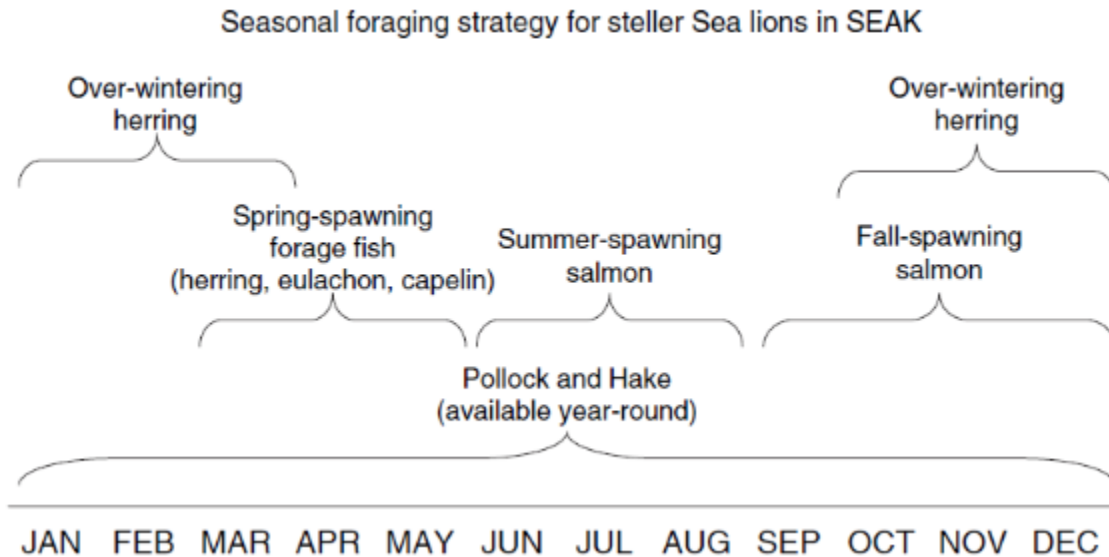 Seasonal foraging strategy for steller Sea lions in SEAK
Over-wintering
herring
Over-wintering
herring
Spring-spawning
forage fish
(herring, eulachon, capelin)
Summer-spawning
salmon
Fall-spawning
salmon
Pollock and Hake
(available year-round)
JAN FEB MAR APR MAY JUN JUL AUG SEP OCT NOV DEC